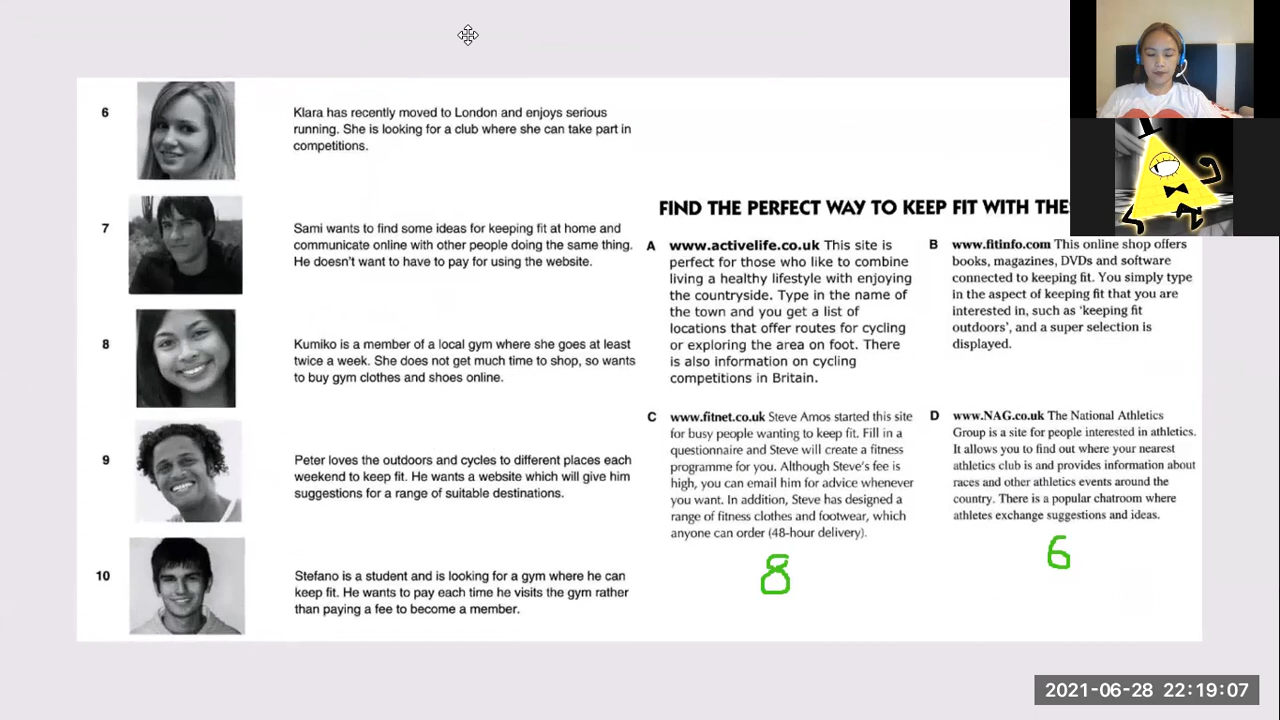 6
Klara has recently moved to London and enjoys serious
running. She is looking for a club where she can take part in
competitions.
7
Sami wants to find some ideas for keeping fit at home and
communicate online with other people doing the same thing.
He doesn't want to have to pay for using the website.
8
Kumiko is a member of a local gym where she goes at least
twice a week. She does not get much time to shop, so wants
to buy gym clothes and shoes online.
9
Peter loves the outdoors and cycles to different places each
weekend to keep fit. He wants a website which will give him
suggestions for a range of suitable destinations.
10
Stefano is a student and is looking for a gym where he can
keep fit. He wants to pay each time he visits the gym rather
than paying a fee to become a member.
FIND THE PERFECT WAY TO KEEP FIT WITH THE
A
www.activelife.co.uk This site is
perfect for those who like to combine
living a healthy lifestyle with enjoying
the countryside. Type in the name of
the town and you get a list of
locations that offer routes for cycling
or exploring the area on foot. There
is also information on cycling
competitions in Britain.
B
www.fitinfo.com This online shop offers
books, magazines, DVDs and software
connected to keeping fit. You simply type
in the aspect of keeping fit that you are
interested in, such as 'keeping fit
outdoors', and a super selection is
displayed.
C
www.fitnet.co.uk Steve Amos started this site
for busy people wanting to keep fit. Fill in a
questionnaire and Steve will create a fitness
programme for you. Although Steve's fee is
high, you can email him for advice whenever
you want. In addition, Steve has designed a
range of fitness clothes and footwear, which
anyone can order (48-hour delivery).
8
D
www.NAG.co.uk The National Athletics
Group is a site for people interested in athletics.
It allows you to find out where your nearest
athletics club is and provides information about
races and other athletics events around the
country. There is a popular chatroom where
athletes exchange suggestions and ideas.
6
2021-06-28 22:19:07